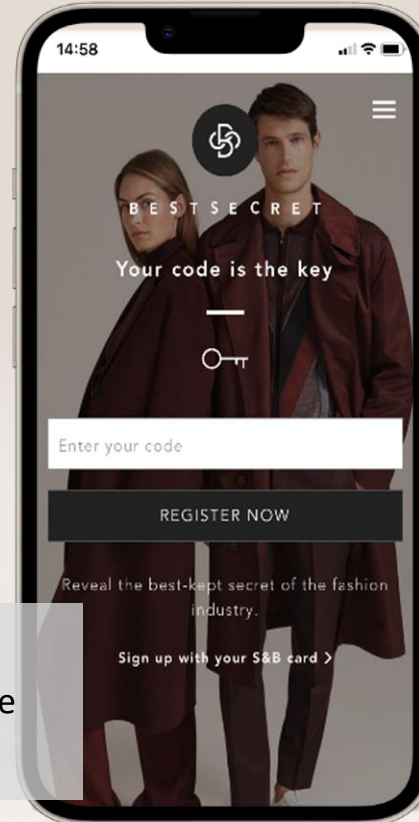 14:58
BESTSECRET
Your code is the key
Enter your code
REGISTER NOW
Reveal the best-kept secret of the fashion
industry.
Sign up with your S&B card >
e